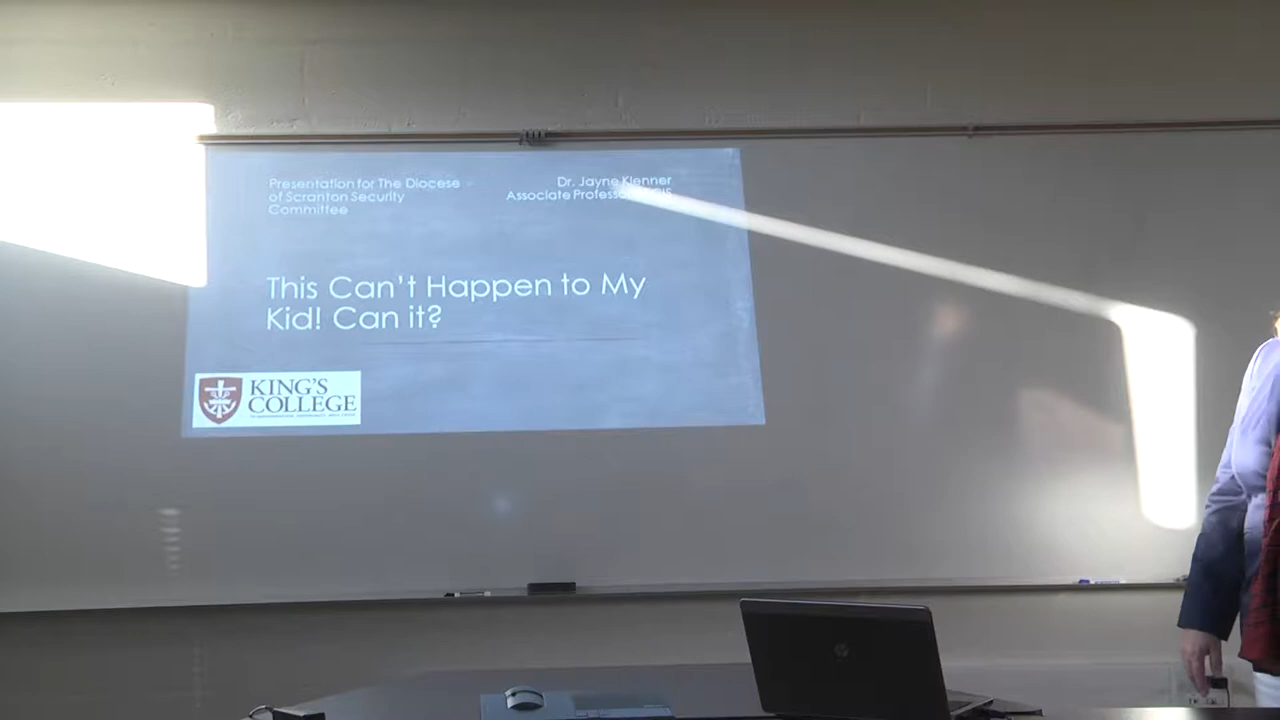 Presentation for The Diocese
of Scranton Security
Committee
Dr. Jayne Klenner
Associate Professor
This Can't Happen to My
Kid! Can it?
KING'S
COLLEGE